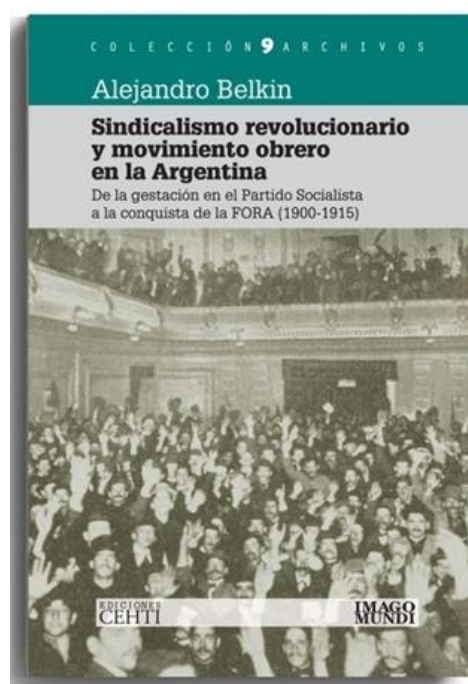 COLECCIÓN 9 ARCHIVOS
Alejandro Belkin
Sindicalismo revolucionario
y movimiento obrero
en la Argentina
De la gestación en el Partido Socialista
a la conquista de la FORA (1900-1915)
EDICIONES
CEHTI
IMAGO
MUNDI